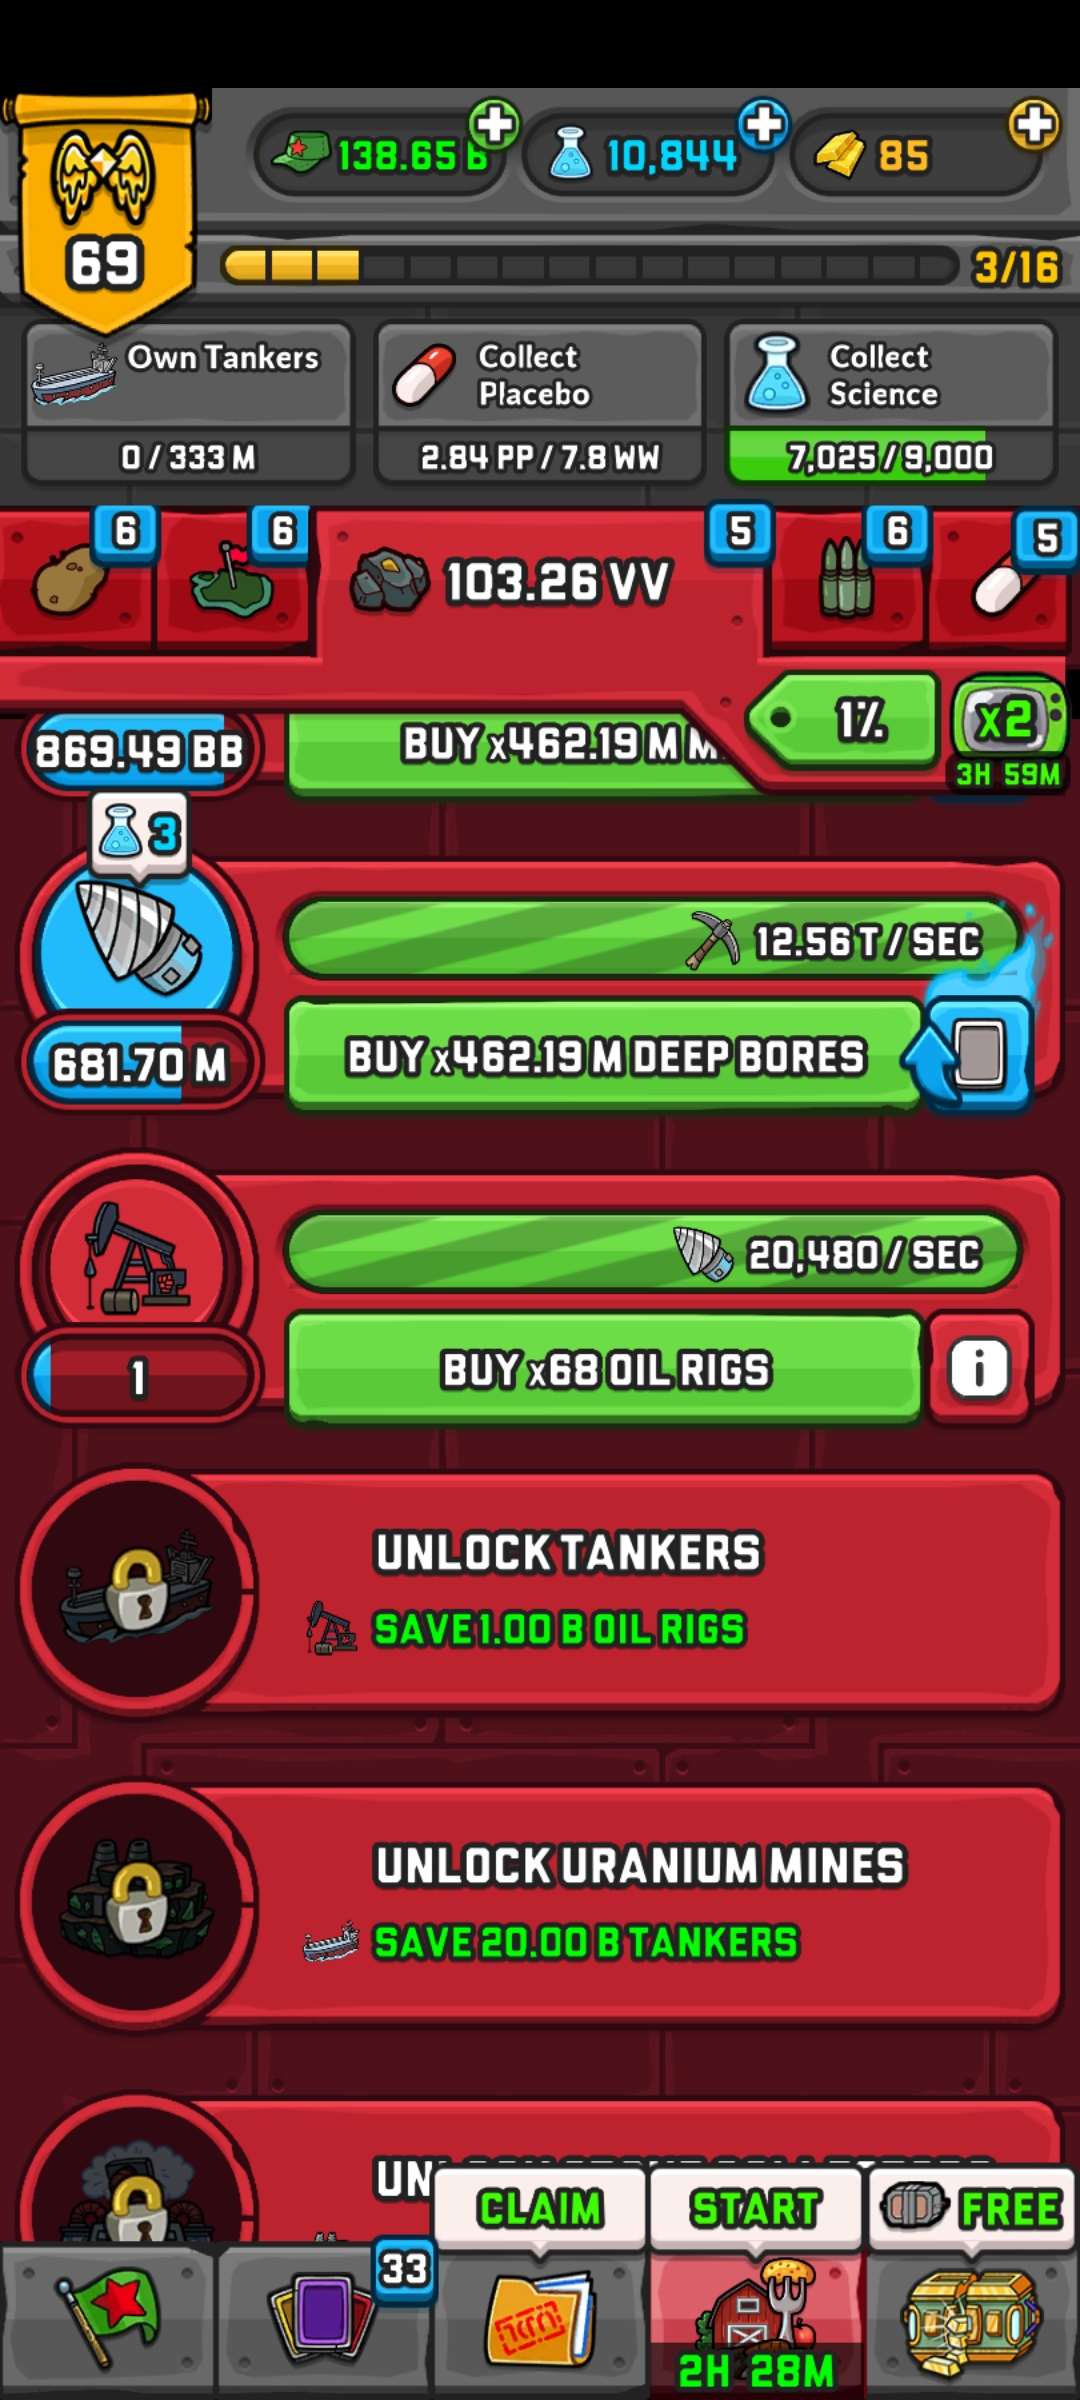 138.65 B
10,844
85
69
3/16
Own Tankers
0 / 333 M
Collect
Placebo
2.84 PP / 7.8 WW
Collect
Science
7,025 / 9,000
6
6
103.26 VV
5
6
5
1%
x2
3H 59M
869.49 BB
BUY x462.19 M M
3
12.56 T / SEC
681.70 M
BUY x462.19 M DEEP BORES
20,480 / SEC
1
BUY x68 OIL RIGS
i
UNLOCK TANKERS
SAVE 1.00 B OIL RIGS
UNLOCK URANIUM MINES
SAVE 20.00 B TANKERS
UN
CLAIM
START
FREE
33
2H 28M